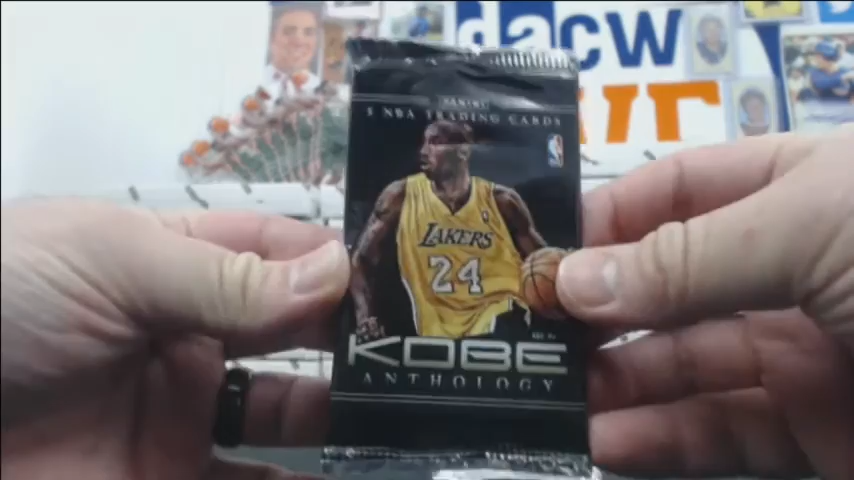 dacw
PANINI
5 NBA TRADING CARDS
LAKERS
24
KOBE
ANTHOLOGY